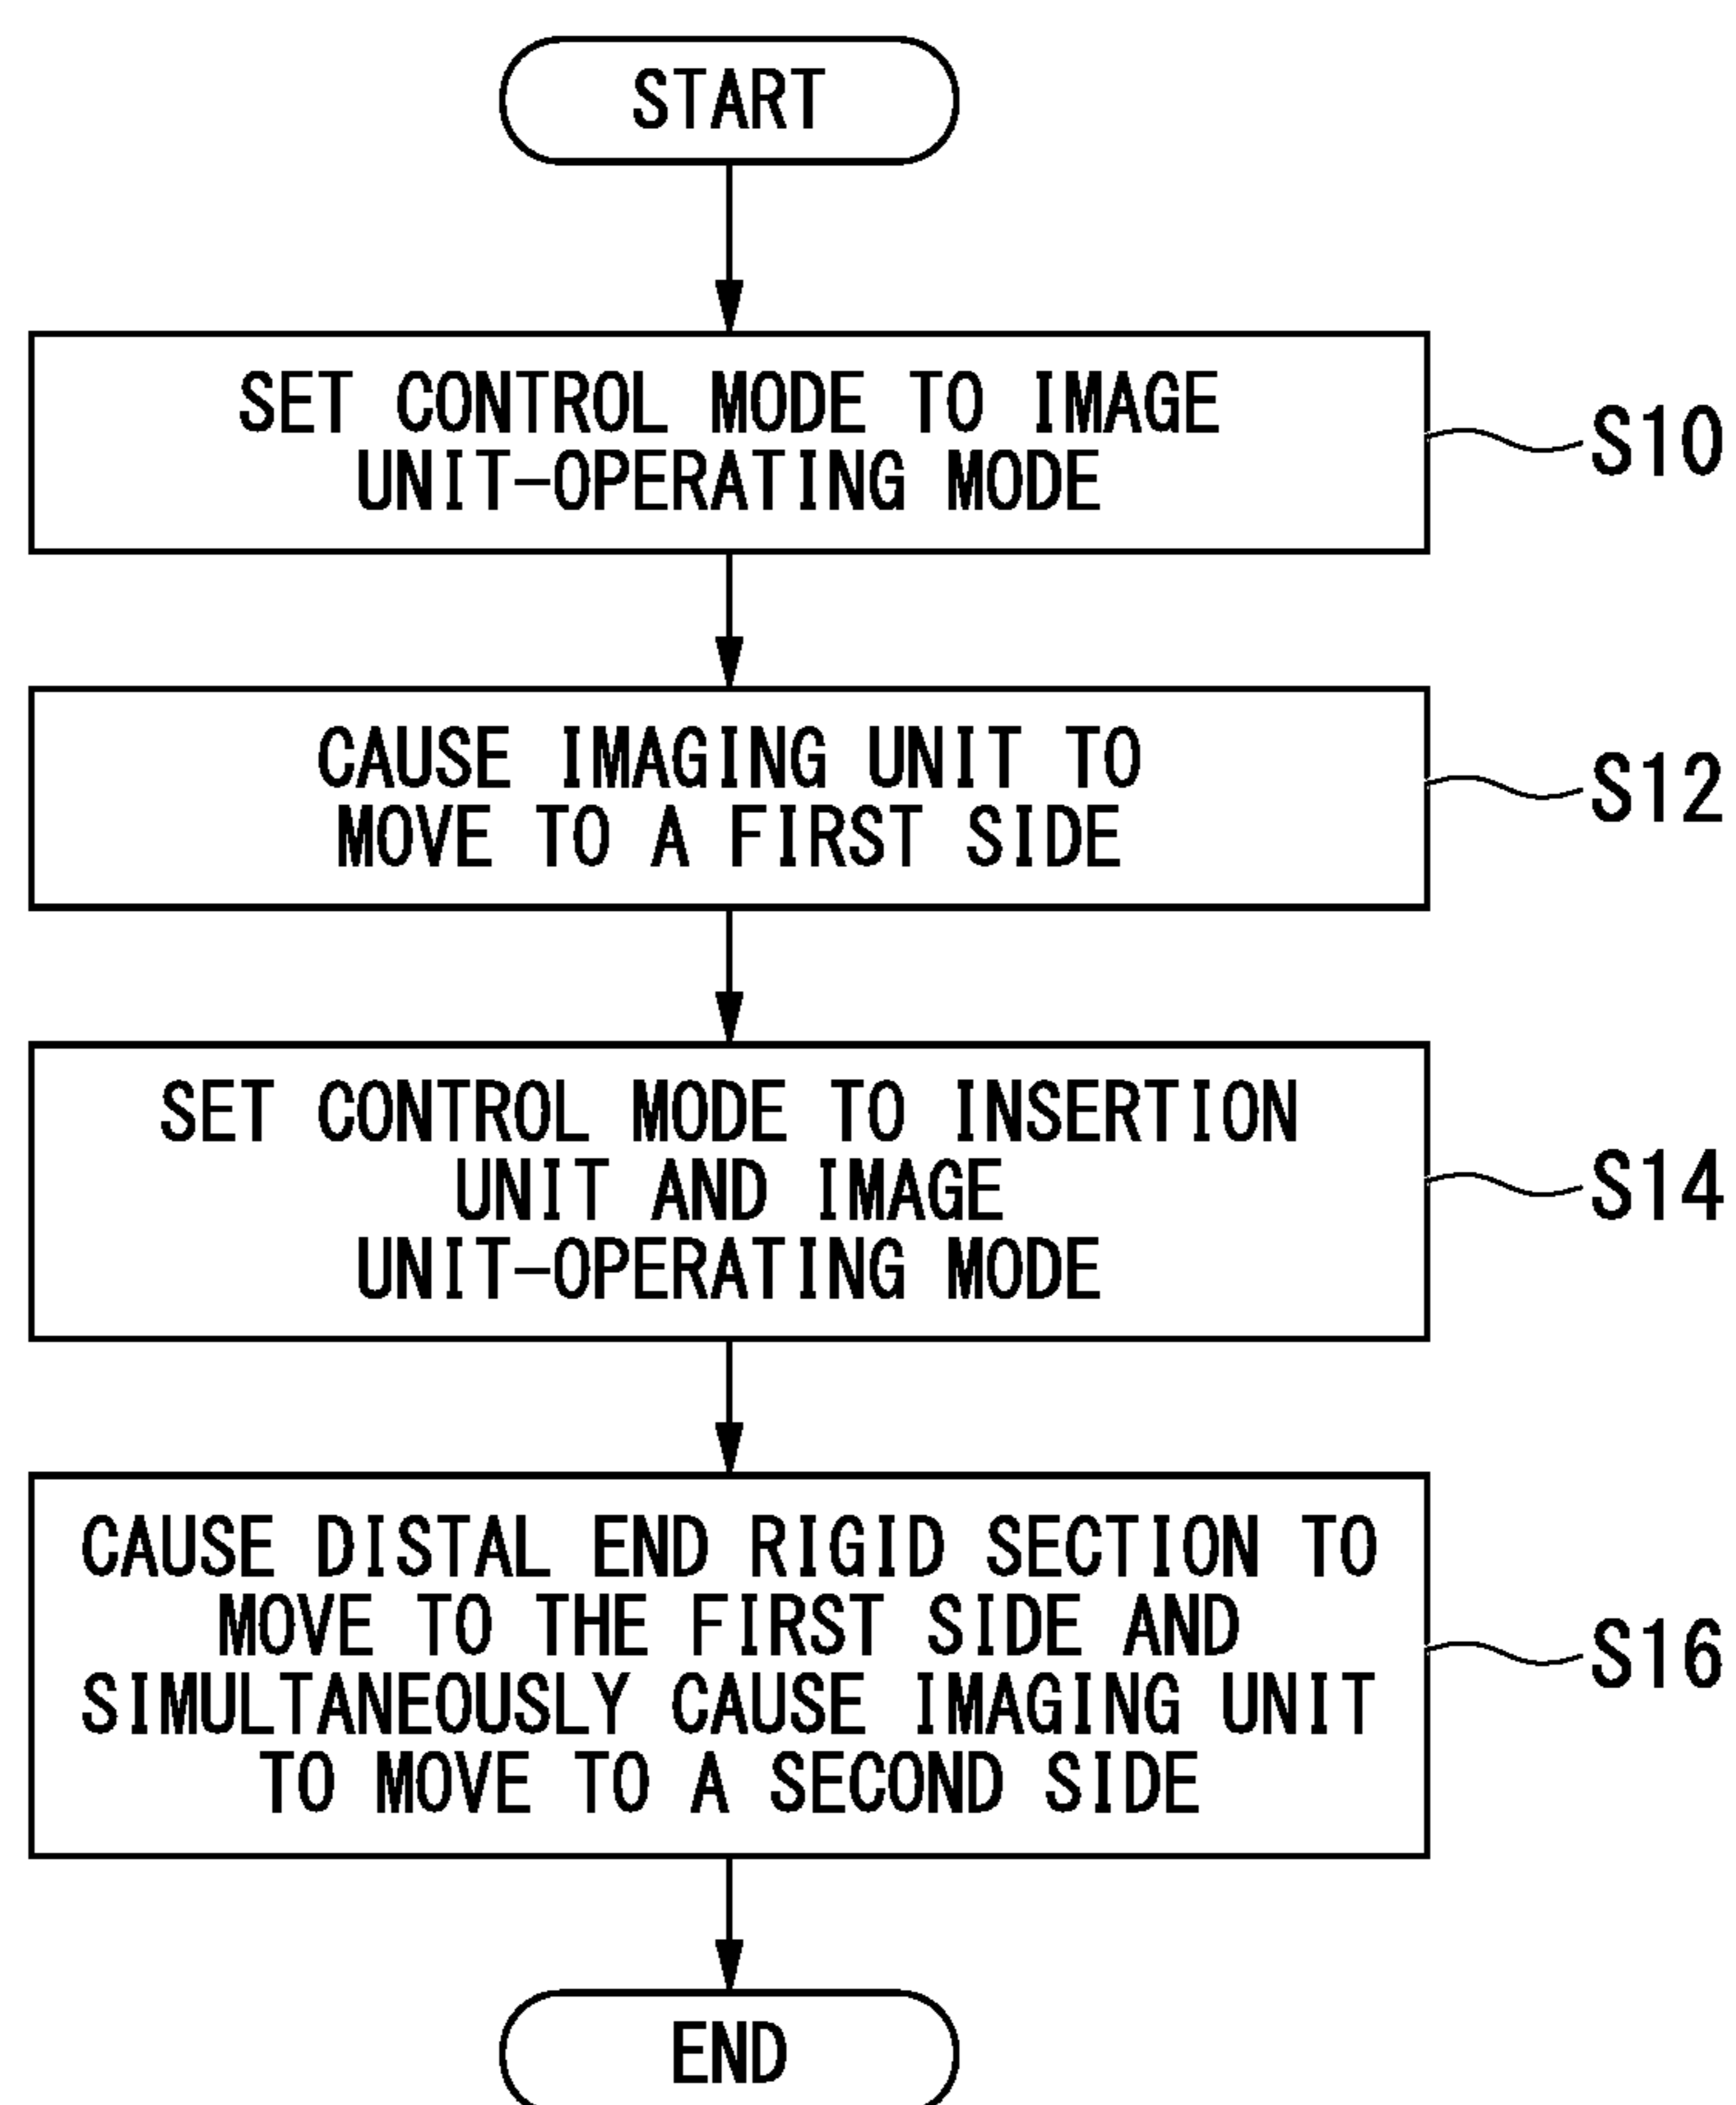 START
SET CONTROL MODE TO IMAGE
UNIT-OPERATING MODE
S10
CAUSE IMAGING UNIT TO
MOVE TO A FIRST SIDE
S12
SET CONTROL MODE TO INSERTION
UNIT AND IMAGE
UNIT-OPERATING MODE
S14
CAUSE DISTAL END RIGID SECTION TO
MOVE TO THE FIRST SIDE AND
SIMULTANEOUSLY CAUSE IMAGING UNIT
TO MOVE TO A SECOND SIDE
S16
END